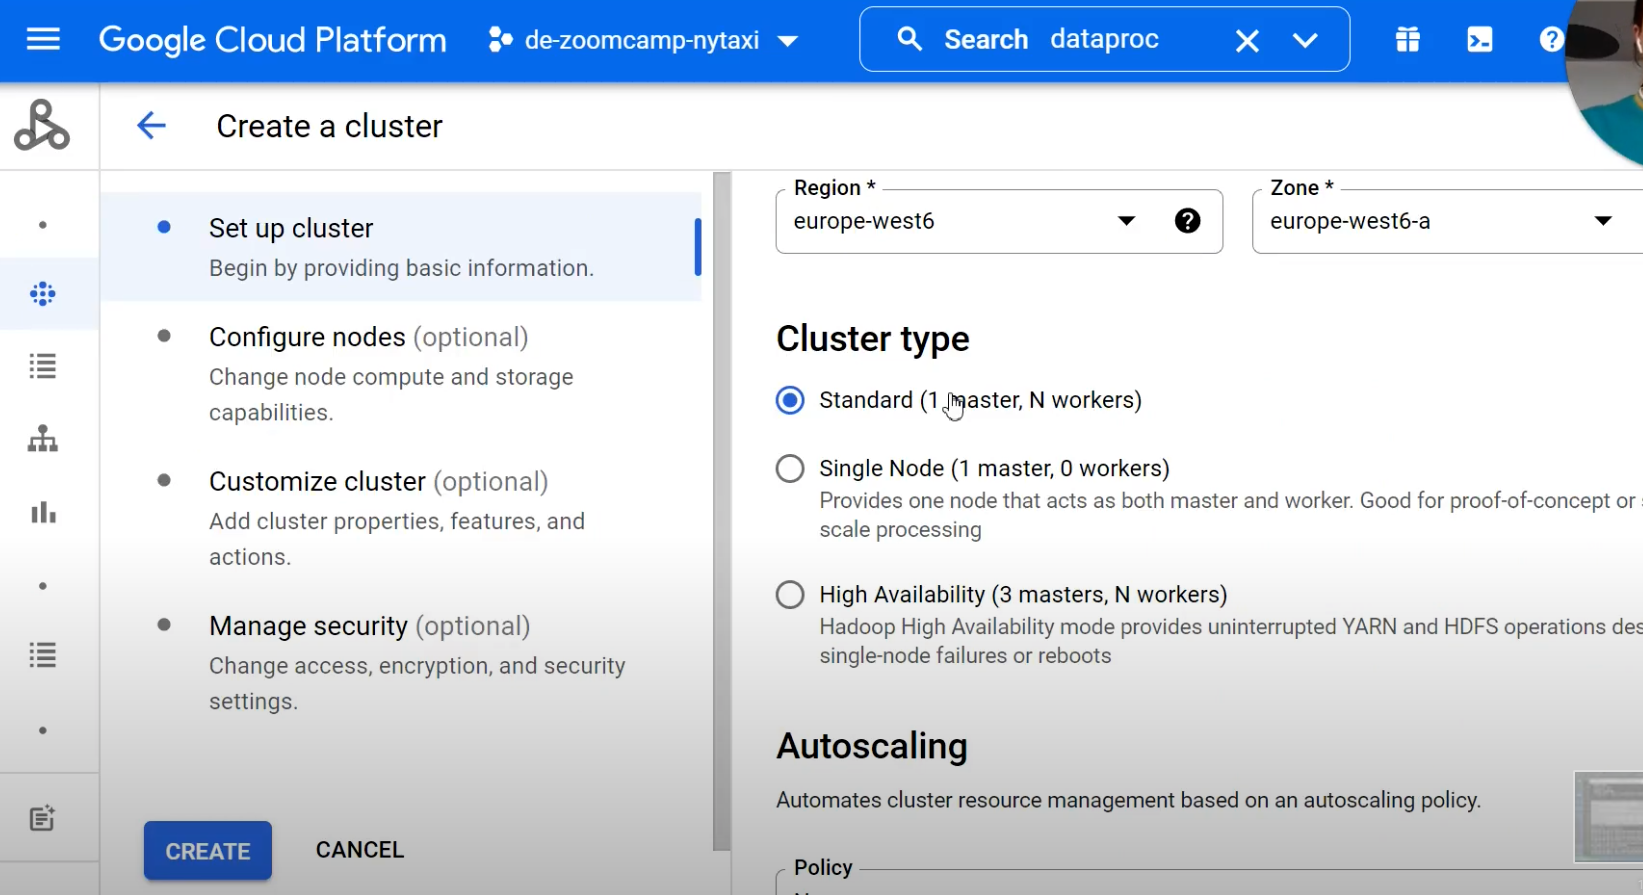 Google Cloud Platform
de-zoomcamp-nytaxi
Search dataproc
Create a cluster
Set up cluster
Begin by providing basic information.
Configure nodes (optional)
Change node compute and storage
capabilities.
Customize cluster (optional)
Add cluster properties, features, and
actions.
Manage security (optional)
Change access, encryption, and security
settings.
CREATE
CANCEL
Region *
europe-west6
Zone *
europe-west6-a
Cluster type
Standard (1 master, N workers)
Single Node (1 master, 0 workers)
Provides one node that acts as both master and worker. Good for proof-of-concept or
scale processing
High Availability (3 masters, N workers)
Hadoop High Availability mode provides uninterrupted YARN and HDFS operations
single-node failures or reboots
Autoscaling
Automates cluster resource management based on an autoscaling policy.
Policy